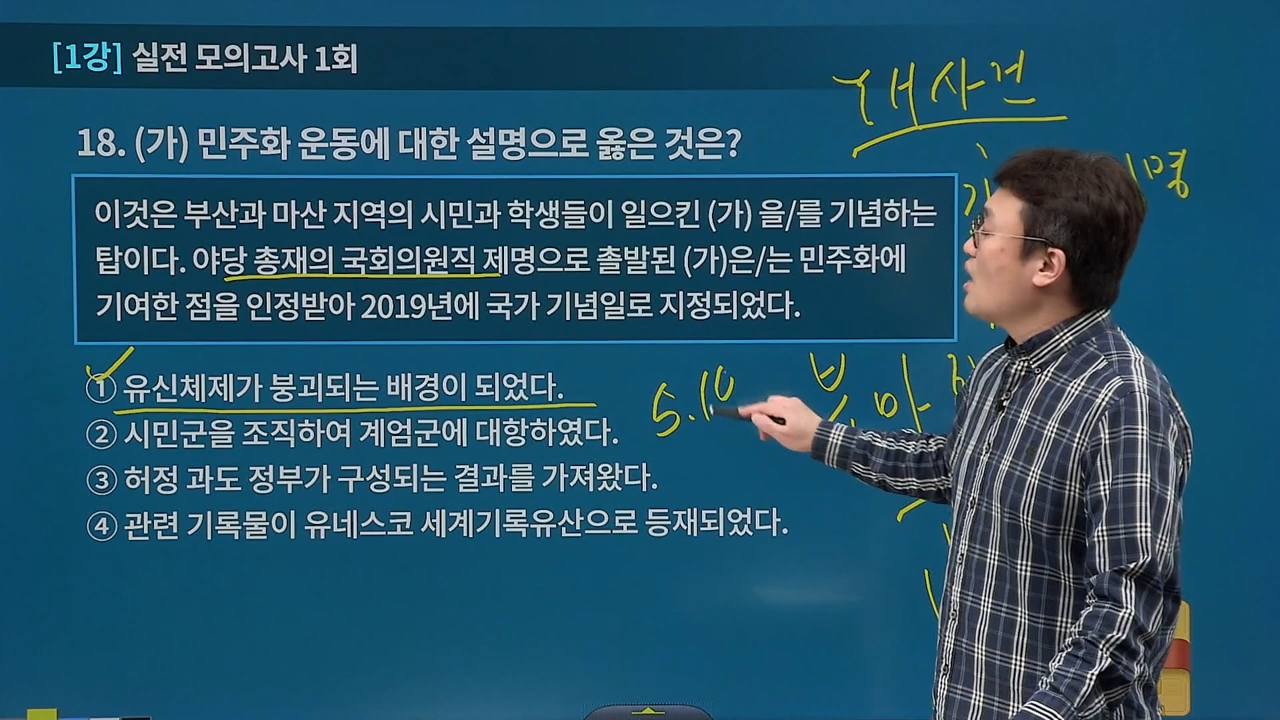 [1강] 실전 모의고사 1회
YH사건
18. (가) 민주화 운동에 대한 설명으로 옳은 것은?
명
이것은 부산과 마산 지역의 시민과 학생들이 일으킨 (가) 을/를 기념하는
탑이다. 야당 총재의 국회의원직 제명으로 촐발된 (가)은/는 민주화에
기여한 점을 인정받아 2019년에 국가 기념일로 지정되었다.
① 유신체제가 붕괴되는 배경이 되었다.
부마
② 시민군을 조직하여 계엄군에 대항하였다.
③ 허정 과도 정부가 구성되는 결과를 가져왔다.
④ 관련 기록물이 유네스코 세계기록유산으로 등재되었다.